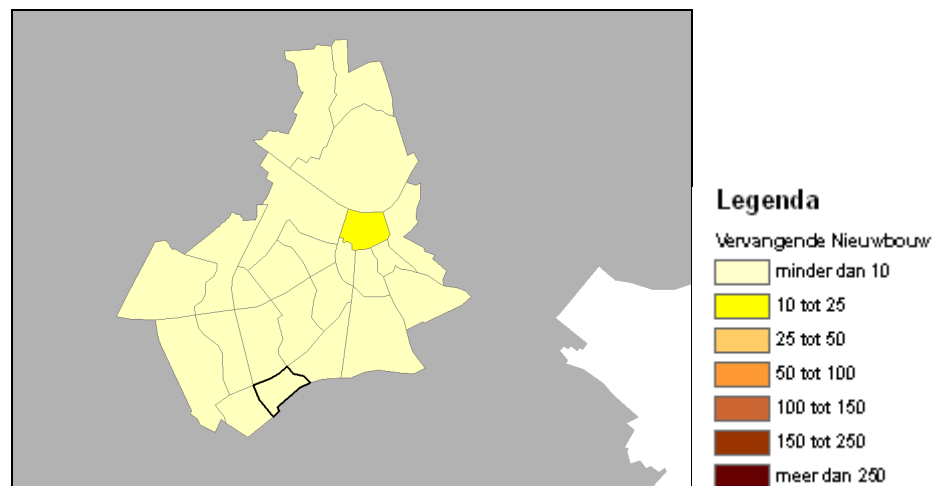 Legenda
Vervangende Nieuwbouw
minder dan 10
10 tot 25
25 tot 50
50 tot 100
100 tot 150
150 tot 250
meer dan 250